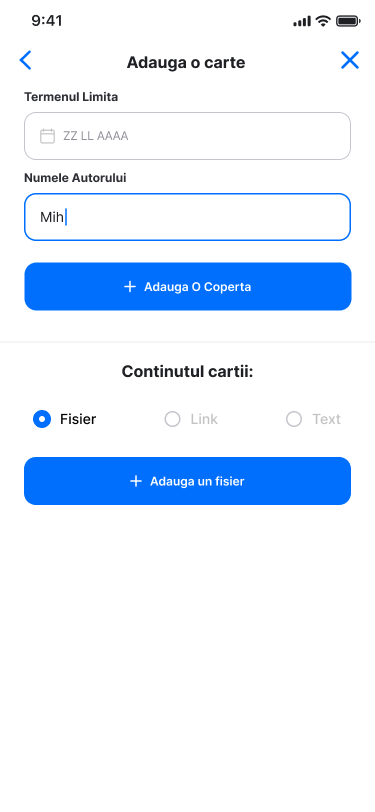 9:41
Adauga o carte
Termenul Limita
ZZ LL AAAA
Numele Autorului
Mih
Adauga O Coperta
Continutul cartii:
Fisier Link Text
Adauga un fisier